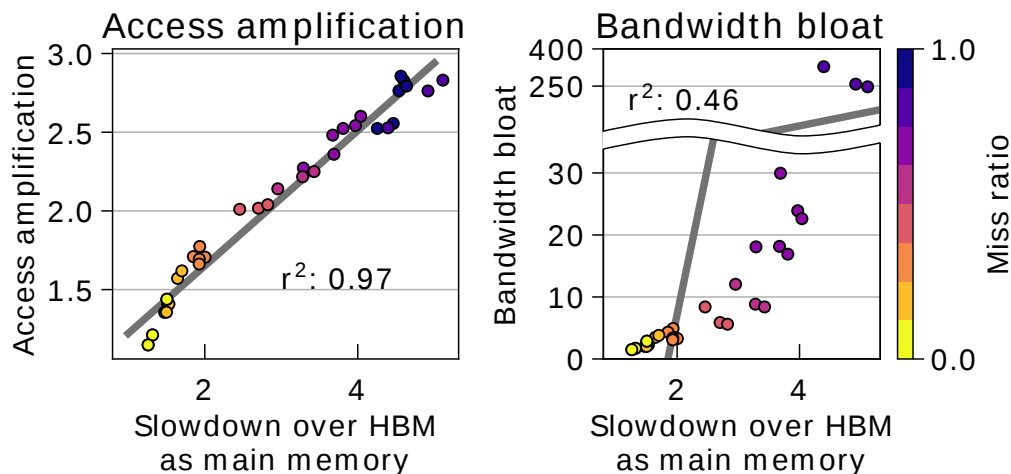 Access amplification
Access amplification
3.0
2.5
2.0
1.5
r²: 0.97
2
4
Slowdown over HBM
as main memory
Bandwidth bloat
Bandwidth bloat
400
250
30
20
10
0
r²: 0.46
2
4
Slowdown over HBM
as main memory
1.0
0.0
Miss ratio